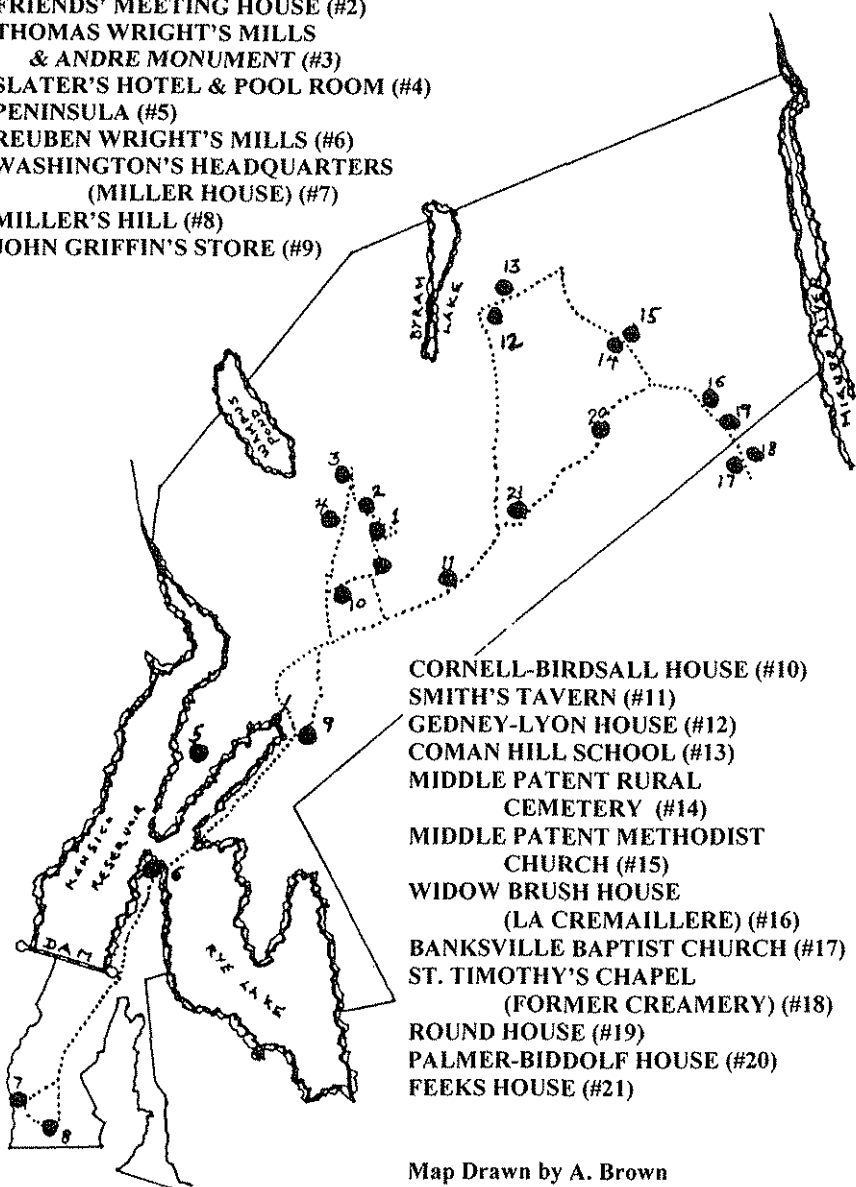 FRIENDS' MEETING HOUSE (#2)
THOMAS WRIGHT'S MILLS
& ANDRE MONUMENT (#3)
SLATER'S HOTEL & POOL ROOM (#4)
PENINSULA (#5)
REUBEN WRIGHT'S MILLS (#6)
WASHINGTON'S HEADQUARTERS
(MILLER HOUSE) (#7)
MILLER'S HILL (#8)
JOHN GRIFFIN'S STORE (#9)
BYRAM
LAKE
MIANUS RIVER
WAMPUS
POND
13
12
15
14
16
19
18
17
20
21
3
2
1
4
11
10
9
5
KENSICO
RESERVOIR
6
DAM
RYE LAKE
7
8
CORNELL-BIRDSALL HOUSE (#10)
SMITH'S TAVERN (#11)
GEDNEY-LYON HOUSE (#12)
COMAN HILL SCHOOL (#13)
MIDDLE PATENT RURAL
CEMETERY (#14)
MIDDLE PATENT METHODIST
CHURCH (#15)
WIDOW BRUSH HOUSE
(LA CREMAILLERE) (#16)
BANKSVILLE BAPTIST CHURCH (#17)
ST. TIMOTHY'S CHAPEL
(FORMER CREAMERY) (#18)
ROUND HOUSE (#19)
PALMER-BIDDOLF HOUSE (#20)
FEEKS HOUSE (#21)
Map Drawn by A. Brown